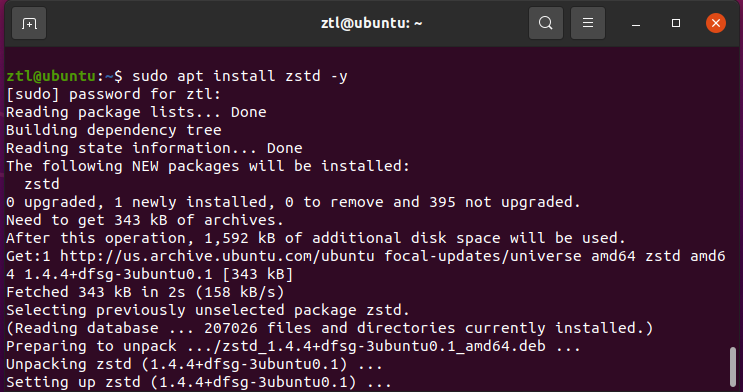 ztl@ubuntu: ~
ztl@ubuntu:~$ sudo apt install zstd -y
[sudo] password for ztl:
Reading package lists... Done
Building dependency tree
Reading state information... Done
The following NEW packages will be installed:
  zstd
0 upgraded, 1 newly installed, 0 to remove and 395 not upgraded.
Need to get 343 kB of archives.
After this operation, 1,592 kB of additional disk space will be used.
Get:1 http://us.archive.ubuntu.com/ubuntu focal-updates/universe amd64 zstd amd6
4 1.4.4+dfsg-3ubuntu0.1 [343 kB]
Fetched 343 kB in 2s (158 kB/s)
Selecting previously unselected package zstd.
(Reading database ... 207026 files and directories currently installed.)
Preparing to unpack .../zstd_1.4.4+dfsg-3ubuntu0.1_amd64.deb ...
Unpacking zstd (1.4.4+dfsg-3ubuntu0.1) ...
Setting up zstd (1.4.4+dfsg-3ubuntu0.1) ...